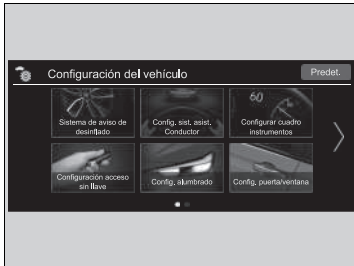 Configuración del vehículo
Predet.
Sistema de aviso de
desinflado
Config. sist. asist.
Conductor
60
Configurar cuadro
instrumentos
Configuración acceso
sin llave
Config. alumbrado
Config. puerta/ventana